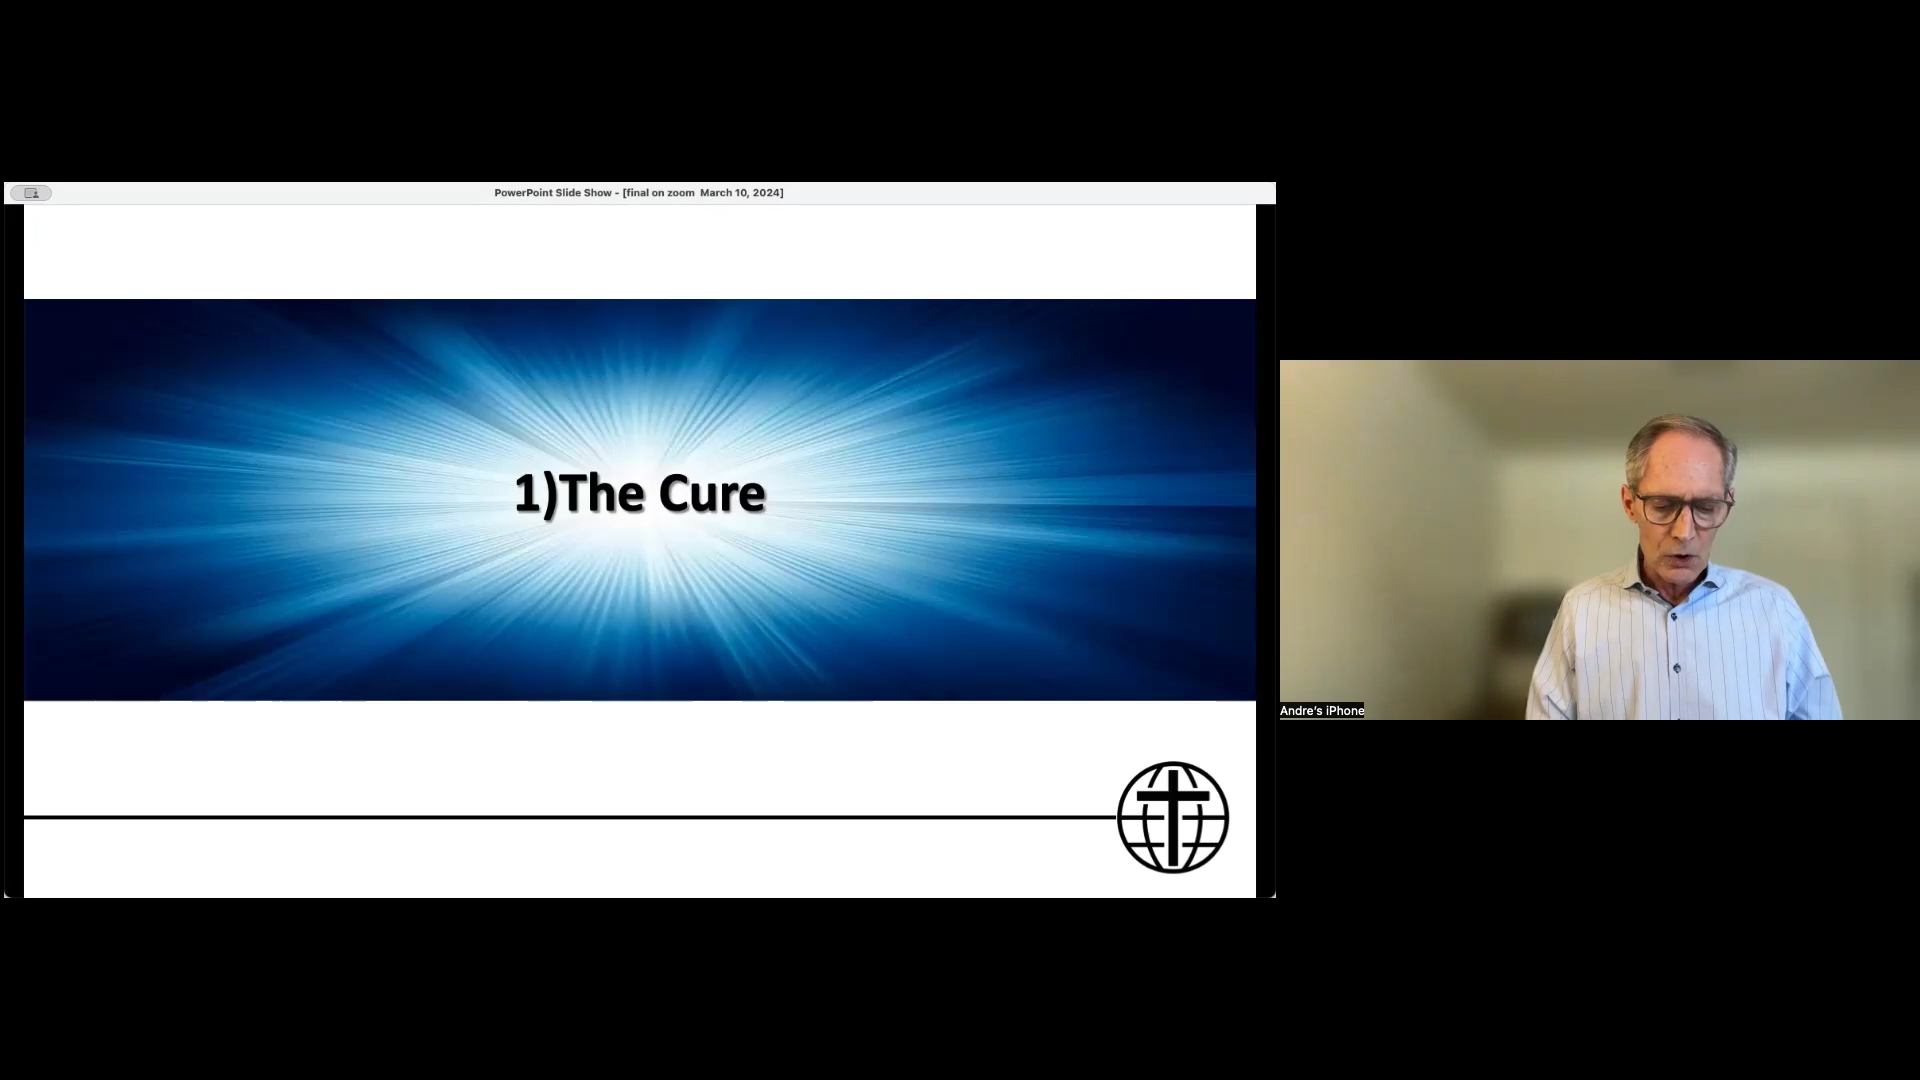 PowerPoint Slide Show - [final on zoom  March 10, 2024]
1)The Cure
Andre’s iPhone